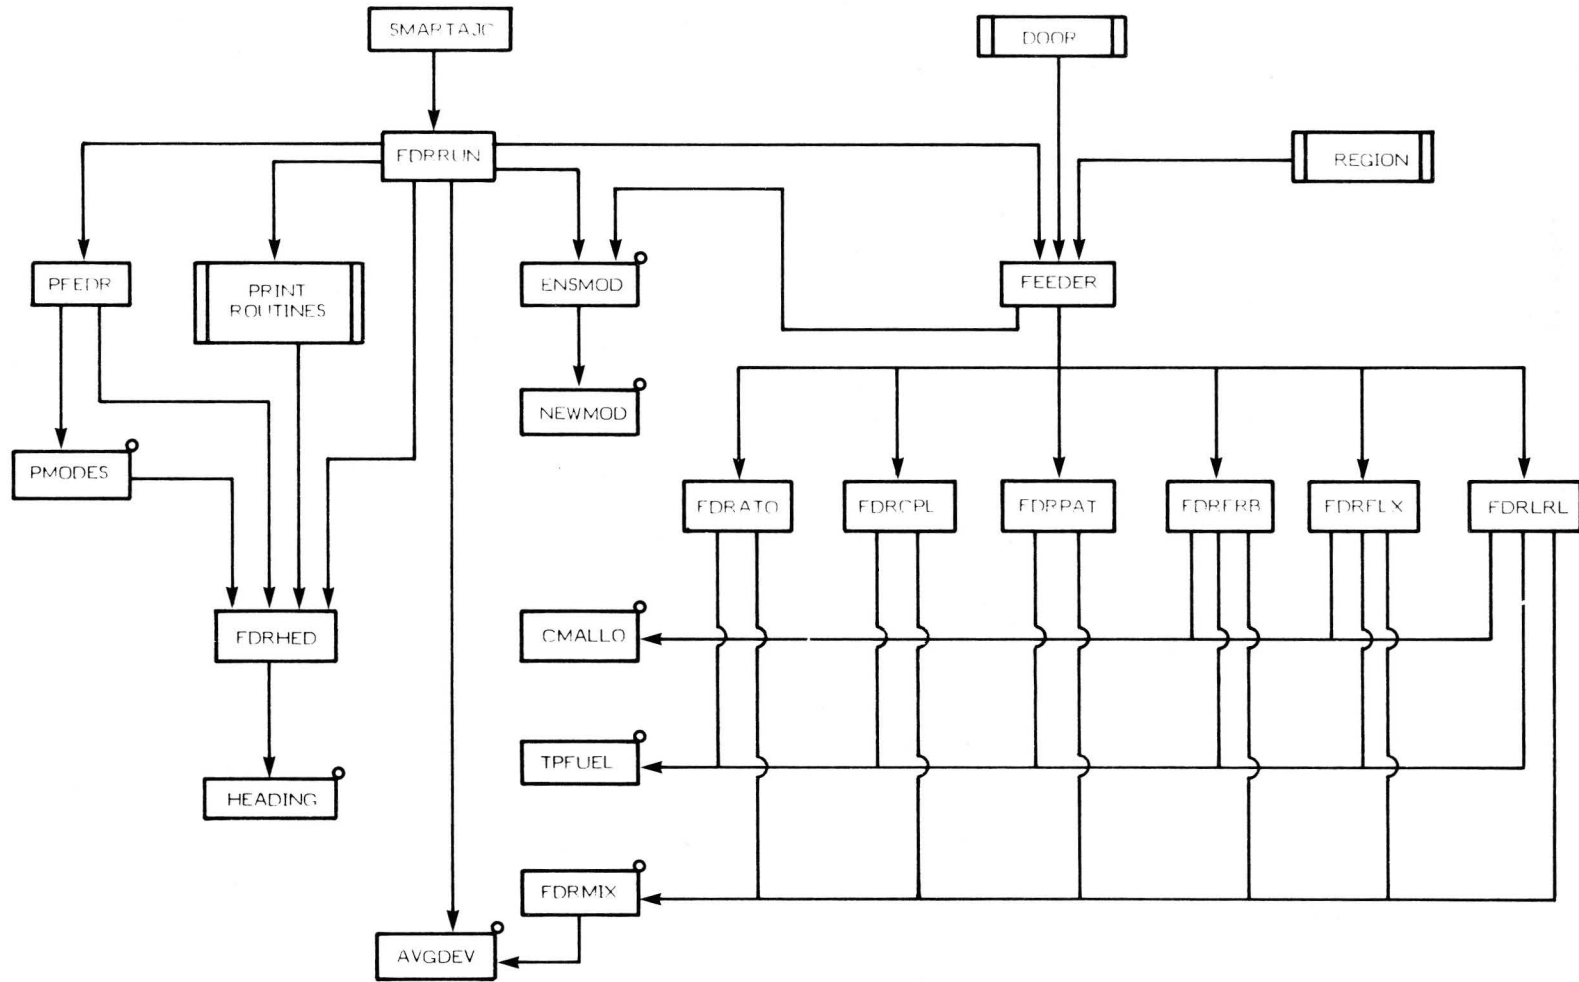 SMARTAJC
DOOR
FDRRUN
REGION
PFEDR
PRINT
ROUTINES
ENSMOD
FEEDER
NEWMOD
PMODES
FDRATO
FDRCPL
FDRPAT
FDRFRB
FDRFLX
FDRLRL
FDRHED
CMALLO
TPFUEL
HEADING
FDRMIX
AVGDEV